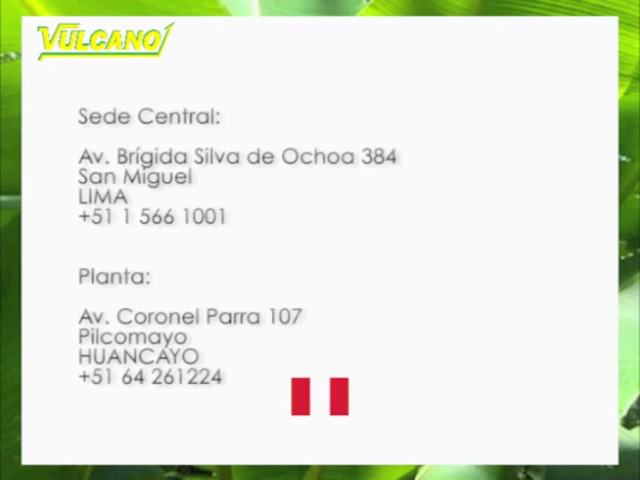 VULCANO
Sede Central:
Av. Brígida Silva de Ochoa 384
San Miguel
LIMA
+51 1 566 1001
Planta:
Av. Coronel Parra 107
Pilcomayo
HUANCAYO
+51 64 261224